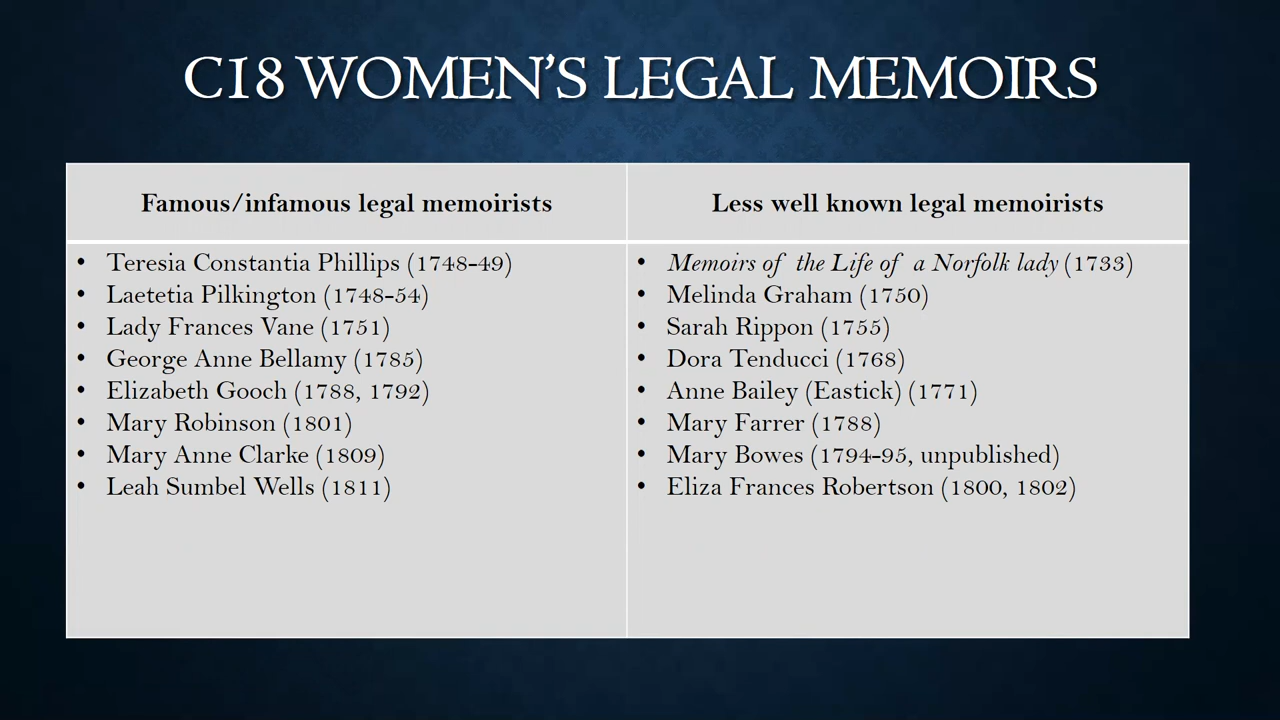 C18 WOMEN'S LEGAL MEMOIRS
Famous/infamous legal memoirists
• Teresia Constantia Phillips (1748-49)
• Laetetia Pilkington (1748-54)
• Lady Frances Vane (1751)
• George Anne Bellamy (1785)
• Elizabeth Gooch (1788, 1792)
• Mary Robinson (1801)
• Mary Anne Clarke (1809)
• Leah Sumbel Wells (1811)
Less well known legal memoirists
• Memoirs of the Life of a Norfolk lady (1733)
• Melinda Graham (1750)
• Sarah Rippon (1755)
• Dora Tenducci (1768)
• Anne Bailey (Eastick) (1771)
• Mary Farrer (1788)
• Mary Bowes (1794-95, unpublished)
• Eliza Frances Robertson (1800, 1802)